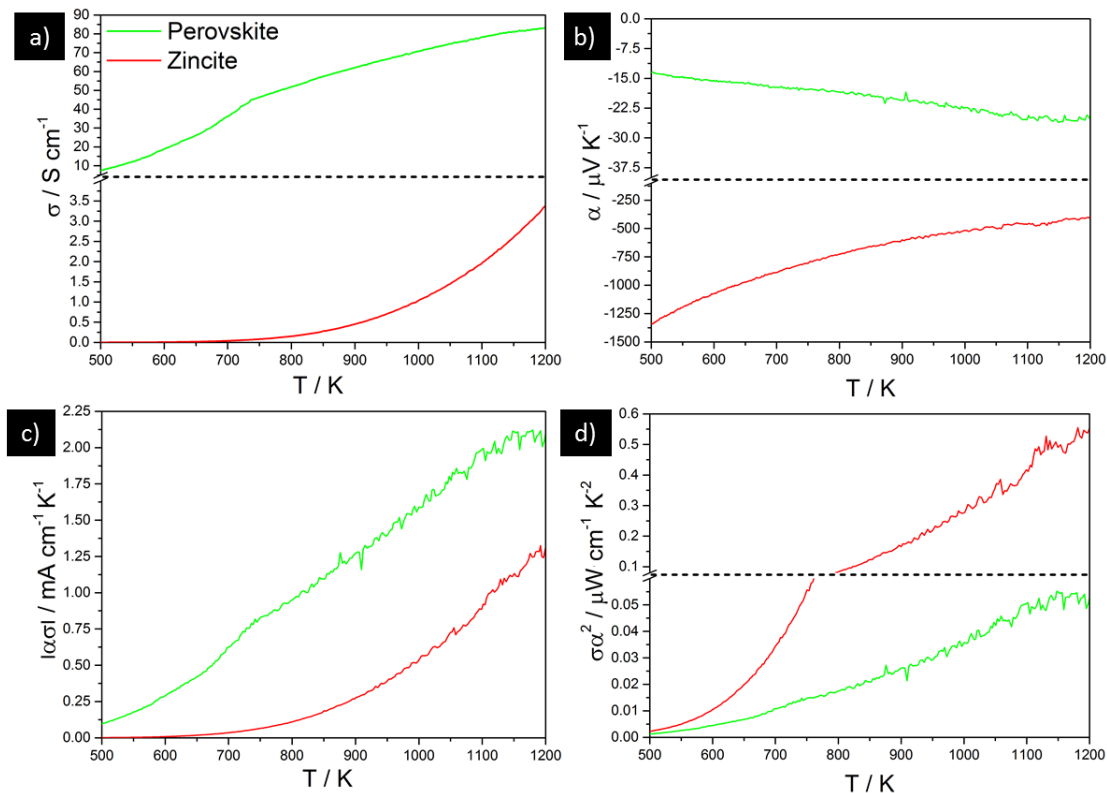 a)
Perovskite
Zincite
σ / S cm⁻¹
90
80
70
60
50
40
30
20
10
3.5
3.0
2.5
2.0
1.5
1.0
0.5
0.0
500 600 700 800 900 1000 1100 1200
T / K
b)
α / μV K⁻¹
0.0
-7.5
-15.0
-22.5
-30.0
-37.5
-250
-500
-750
-1000
-1250
-1500
500 600 700 800 900 1000 1100 1200
T / K
c)
IασI / mA cm⁻¹ K⁻¹
2.25
2.00
1.75
1.50
1.25
1.00
0.75
0.50
0.25
0.00
500 600 700 800 900 1000 1100 1200
T / K
d)
σα² / μW cm⁻¹ K⁻²
0.6
0.5
0.4
0.3
0.2
0.1
0.05
0.04
0.03
0.02
0.01
0.00
500 600 700 800 900 1000 1100 1200
T / K